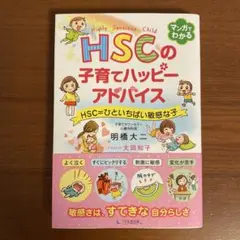 マンガでわかる
Highly Sensitive Child
HSCの
子育てハッピー
アドバイス
HSC=ひといちばい敏感な子
明橋大二
太田知子
よく泣く
すぐにビックリする
刺激に敏感
変化が苦手
敏感さは、すてきな自分らしさ